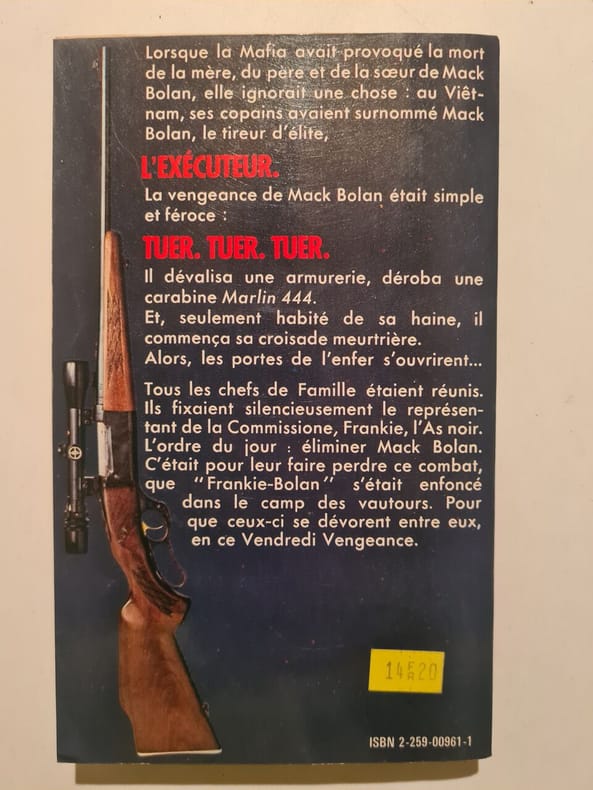 Lorsque la Mafia avait provoqué la mort
de la mère, du père et de la sœur de Mack
Bolan, elle ignorait une chose : au Viêt-
nam, ses copains avaient surnommé Mack
Bolan, le tireur d'élite,
L'EXÉCUTEUR.
La vengeance de Mack Bolan était simple
et féroce :
TUER. TUER. TUER.
Il dévalisa une armurerie, déroba une
carabine Marlin 444.
Et, seulement habité de sa haine, il
commença sa croisade meurtrière.
Alors, les portes de l'enfer s'ouvrirent...
Tous les chefs de Famille étaient réunis.
Ils fixaient silencieusement le représen-
tant de la Commissione, Frankie, l'As noir.
L'ordre du jour : éliminer Mack Bolan.
C'était pour leur faire perdre ce combat,
que "Frankie-Bolan" s'était enfoncé
dans le camp des vautours. Pour
que ceux-ci se dévorent entre eux,
en ce Vendredi Vengeance.
14 FR 20
ISBN 2-259-00961-1